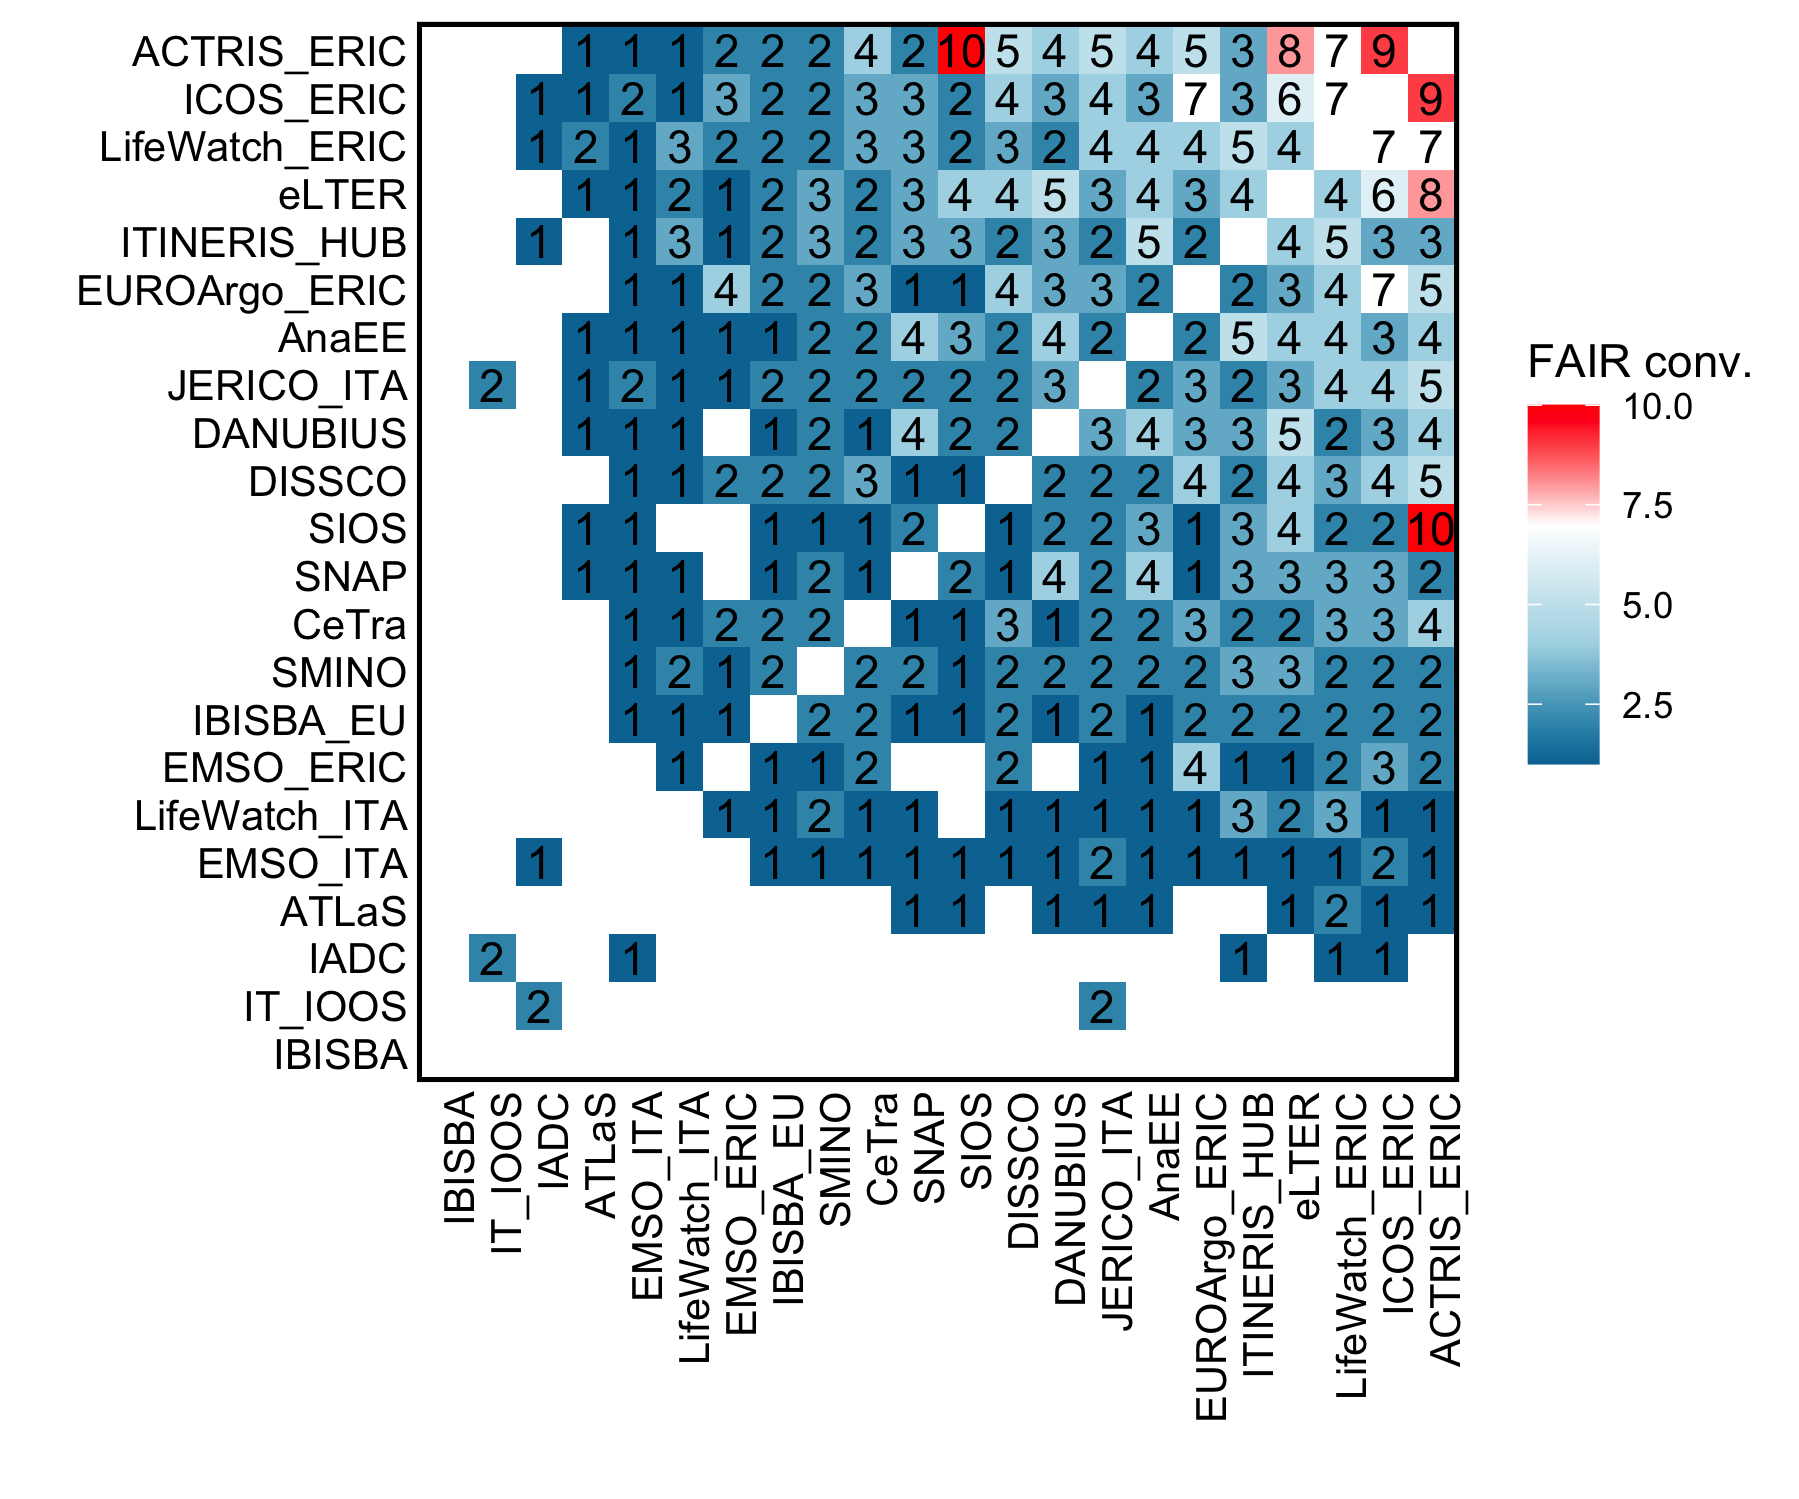 ACTRIS_ERIC 1 1 1 2 2 2 4 2 10 5 4 5 4 5 3 8 7 9
ICOS_ERIC 1 1 2 1 3 2 2 3 3 2 4 3 4 3 7 3 6 7 9
LifeWatch_ERIC 1 2 1 3 2 2 2 3 3 2 3 2 4 4 4 5 4 7 7
eLTER 1 1 2 1 2 3 2 3 4 4 5 3 4 3 4 4 6 8
ITINERIS_HUB 1 1 3 1 2 3 2 3 3 2 3 2 5 2 4 5 3 3
EUROArgo_ERIC 1 1 4 2 2 3 1 1 4 3 3 2 2 3 4 7 5
AnaEE 1 1 1 1 1 2 2 4 3 2 4 2 2 5 4 4 3 4
JERICO_ITA 2 1 2 1 1 2 2 2 2 2 2 3 2 3 2 3 4 4 5
DANUBIUS 1 1 1 1 2 1 4 2 2 3 4 3 3 5 2 3 4
DISSCO 1 1 2 2 2 3 1 1 2 2 2 4 2 4 3 4 5
SIOS 1 1 1 1 1 2 1 2 2 3 1 3 4 2 2 10
SNAP 1 1 1 1 2 1 2 1 4 2 4 1 3 3 3 3 2
CeTra 1 1 2 2 2 1 1 3 1 2 2 3 2 2 3 3 4
SMINO 1 2 1 2 2 2 1 2 2 2 2 2 3 3 2 2 2
IBISBA_EU 1 1 1 2 2 1 1 2 1 2 1 2 2 2 2 2 2
EMSO_ERIC 1 1 1 2 2 1 1 4 1 1 2 3 2
LifeWatch_ITA 1 1 2 1 1 1 1 1 1 1 3 2 3 1 1
EMSO_ITA 1 1 1 1 1 1 1 1 2 1 1 1 1 1 2 1
ATLaS 1 1 1 1 1 1 2 1 1
IADC 2 1 1 1 1
IT_IOOS 2 2
IBISBA
IBISBA
IT_IOOS
IADC
ATLaS
EMSO_ITA
LifeWatch_ITA
EMSO_ERIC
IBISBA_EU
SMINO
CeTra
SNAP
SIOS
DISSCO
DANUBIUS
JERICO_ITA
AnaEE
EUROArgo_ERIC
ITINERIS_HUB
eLTER
LifeWatch_ERIC
ICOS_ERIC
ACTRIS_ERIC
FAIR conv.
10.0
7.5
5.0
2.5